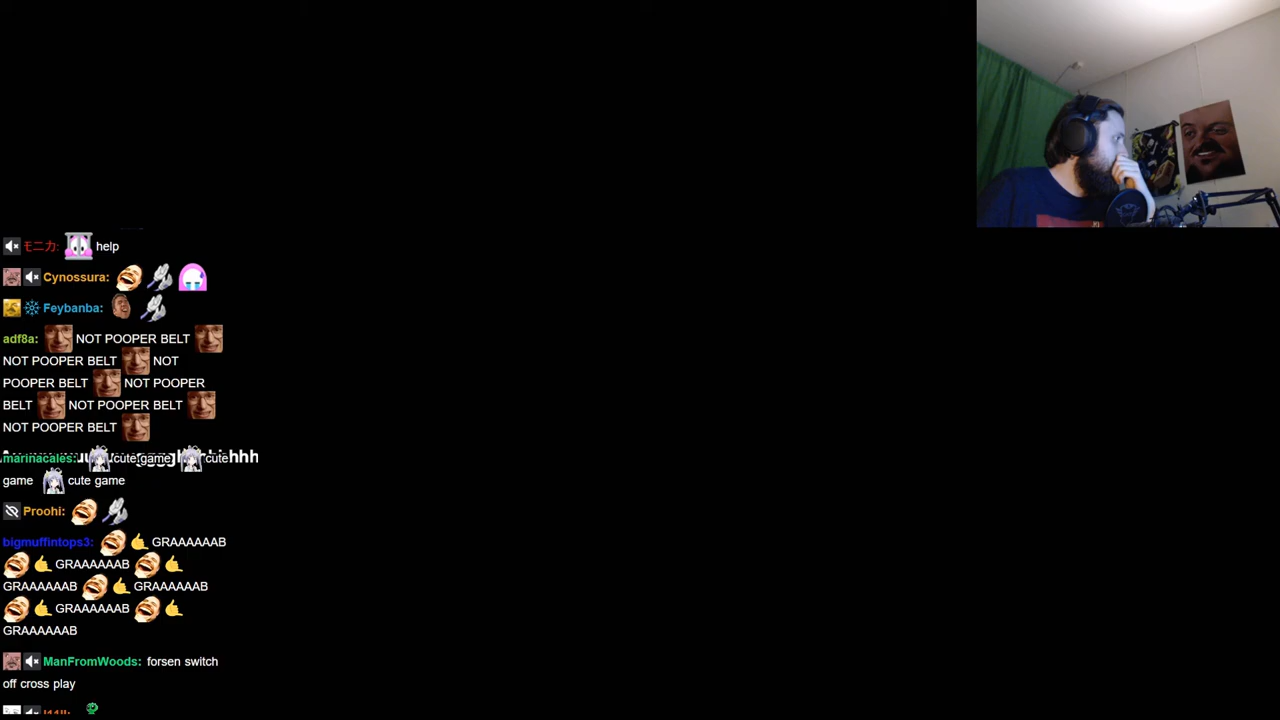 モニカ: help
Cynossura:
Feybanba:
adf8a: NOT POOPER BELT
NOT POOPER BELT NOT
POOPER BELT NOT POOPER
BELT NOT POOPER BELT
NOT POOPER BELT
marinacales: cute game cute
game cute game
Proohi:
bigmuffintops3: GRAAAAAAB
GRAAAAAAB
GRAAAAAAB GRAAAAAAB
GRAAAAAAB
GRAAAAAAB
ManFromWoods: forsen switch
off cross play